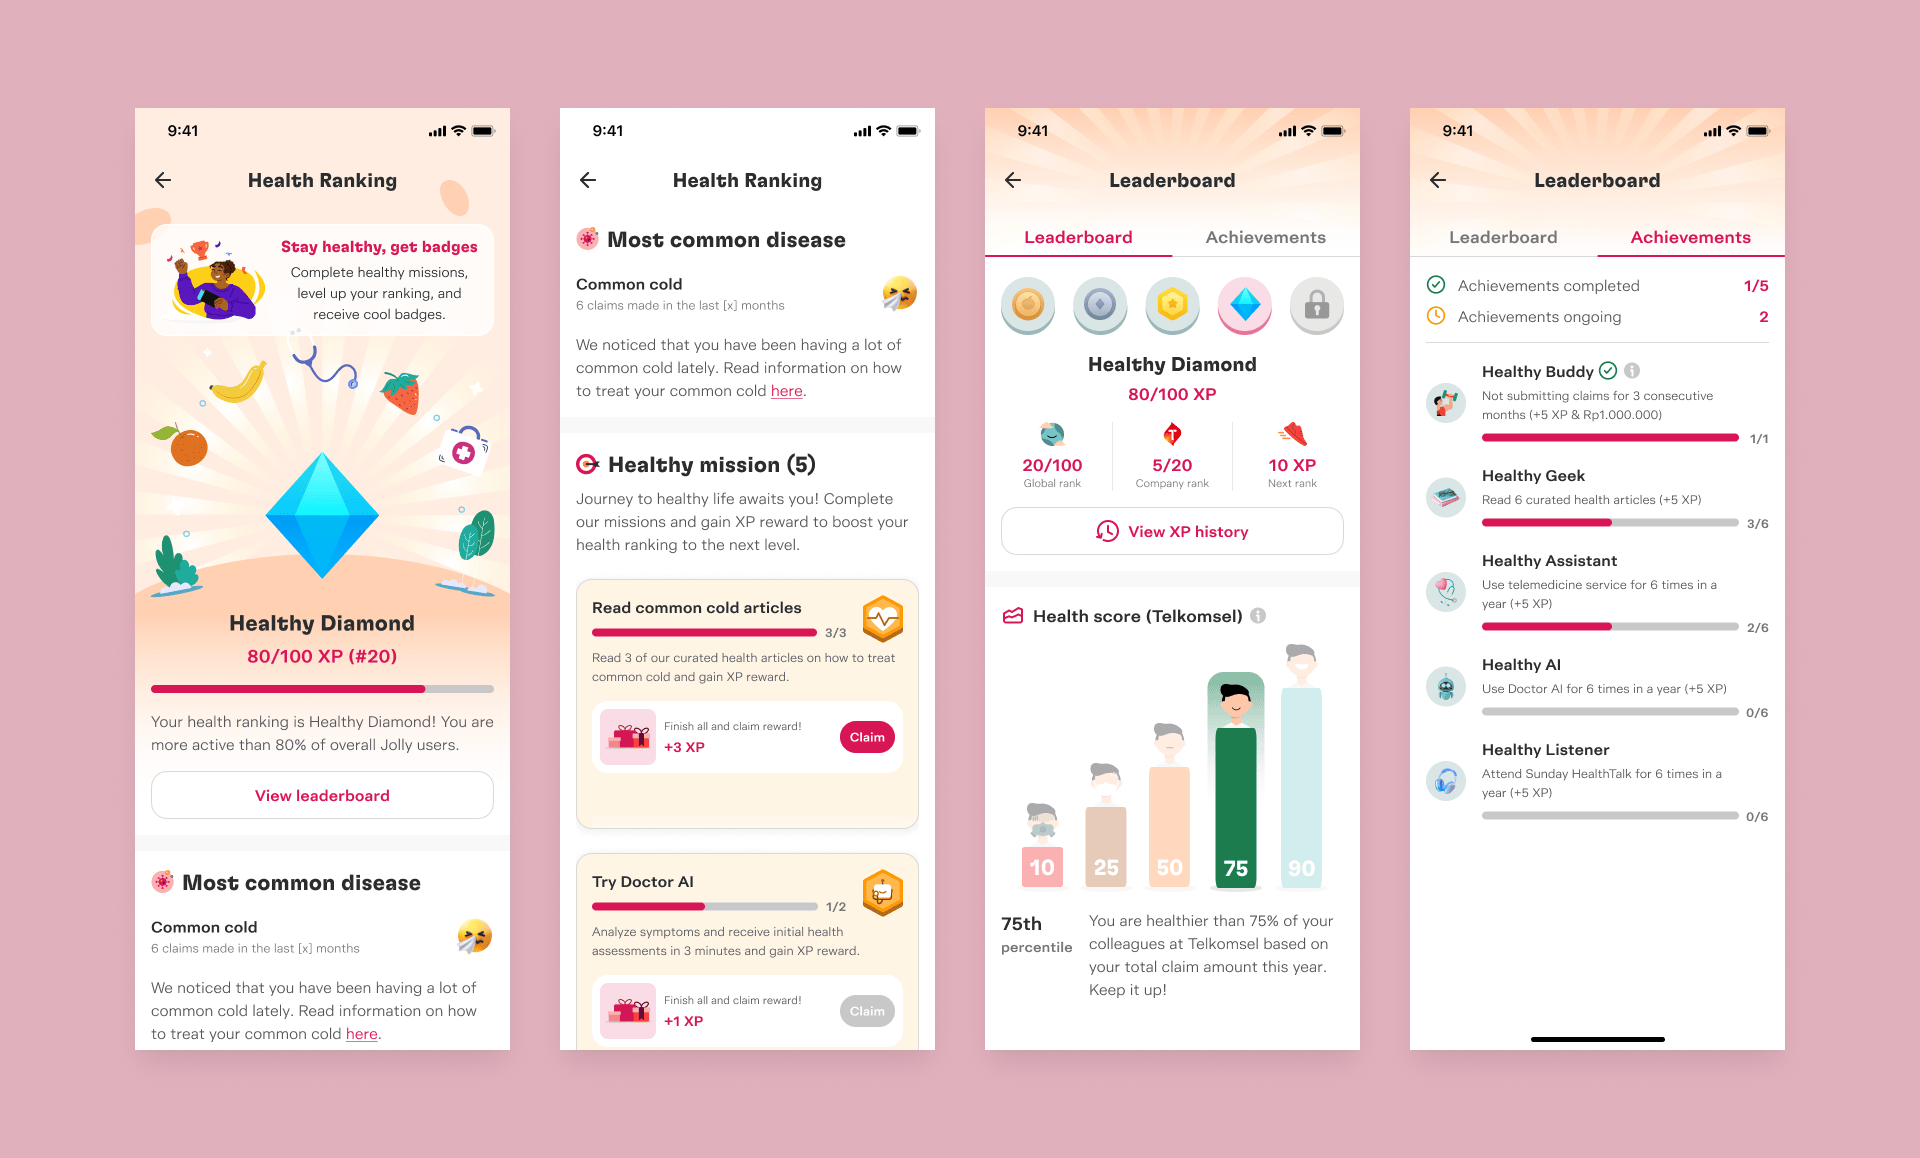 9:41
Health Ranking
Stay healthy, get badges
Complete healthy missions,
level up your ranking, and
receive cool badges.
Healthy Diamond
80/100 XP (#20)
Your health ranking is Healthy Diamond! You are
more active than 80% of overall Jolly users.
View leaderboard
Most common disease
Common cold
6 claims made in the last [x] months
We noticed that you have been having a lot of
common cold lately. Read information on how
to treat your common cold here.
9:41
Health Ranking
Most common disease
Common cold
6 claims made in the last [x] months
We noticed that you have been having a lot of
common cold lately. Read information on how
to treat your common cold here.
Healthy mission (5)
Journey to healthy life awaits you! Complete
our missions and gain XP reward to boost your
health ranking to the next level.
Read common cold articles
3/3
Read 3 of our curated health articles on how to treat
common cold and gain XP reward.
Finish all and claim reward!
+3 XP
Claim
Try Doctor AI
1/2
Analyze symptoms and receive initial health
assessments in 3 minutes and gain XP reward.
Finish all and claim reward!
+1 XP
Claim
9:41
Leaderboard
Leaderboard Achievements
Healthy Diamond
80/100 XP
20/100 5/20 10 XP
Global rank Company rank Next rank
View XP history
Health score (Telkomsel)
10 25 50 75 90
75th
percentile
You are healthier than 75% of your
colleagues at Telkomsel based on
your total claim amount this year.
Keep it up!
9:41
Leaderboard
Leaderboard Achievements
Achievements completed 1/5
Achievements ongoing 2
Healthy Buddy
Not submitting claims for 3 consecutive
months (+5 XP & Rp1.000.000)
1/1
Healthy Geek
Read 6 curated health articles (+5 XP)
3/6
Healthy Assistant
Use telemedicine service for 6 times in a
year (+5 XP)
2/6
Healthy AI
Use Doctor AI for 6 times in a year (+5 XP)
0/6
Healthy Listener
Attend Sunday HealthTalk for 6 times in a
year (+5 XP)
0/6